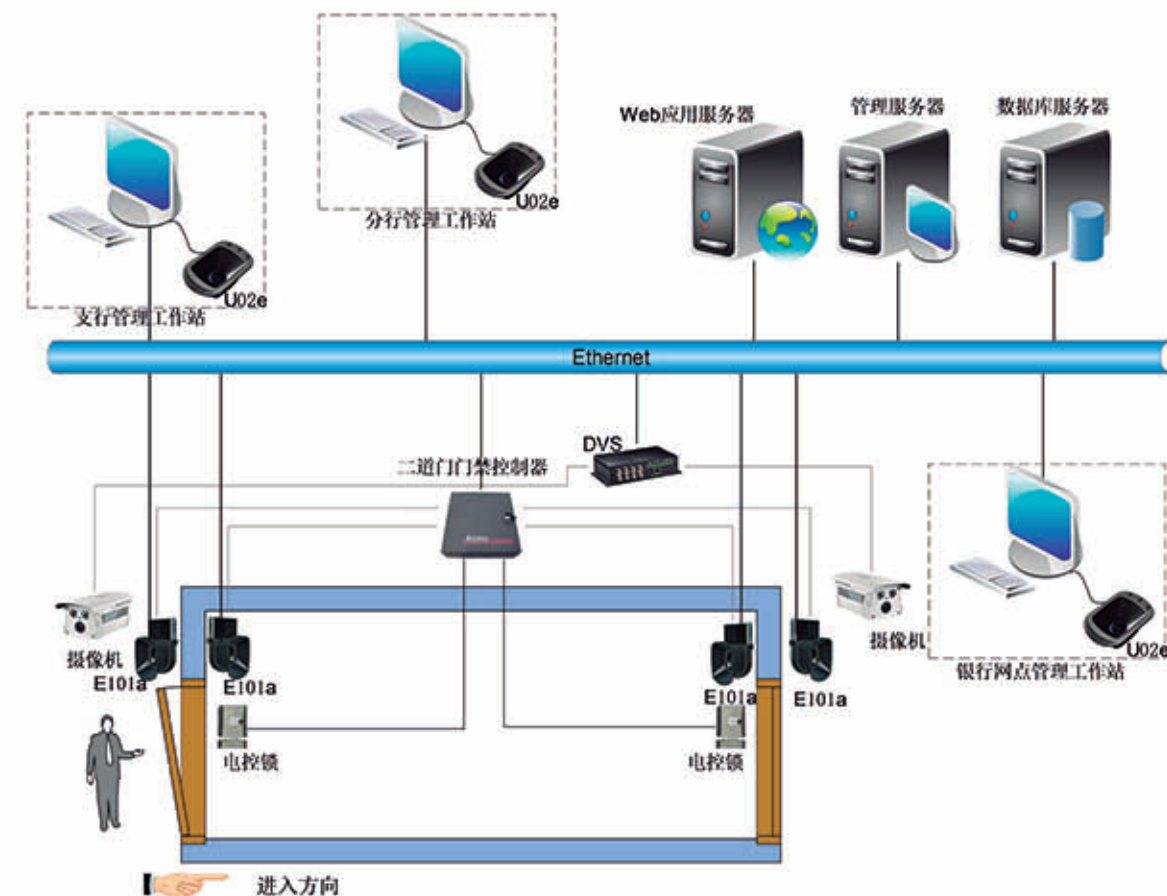 Web应用服务器
管理服务器
数据库服务器
U02e
分行管理工作站
U02e
支行管理工作站
Ethernet
DVS
二道门门禁控制器
摄像机
E101a
E101a
E101a
E101a
摄像机
U02e
银行网点管理工作站
电控锁
电控锁
进入方向